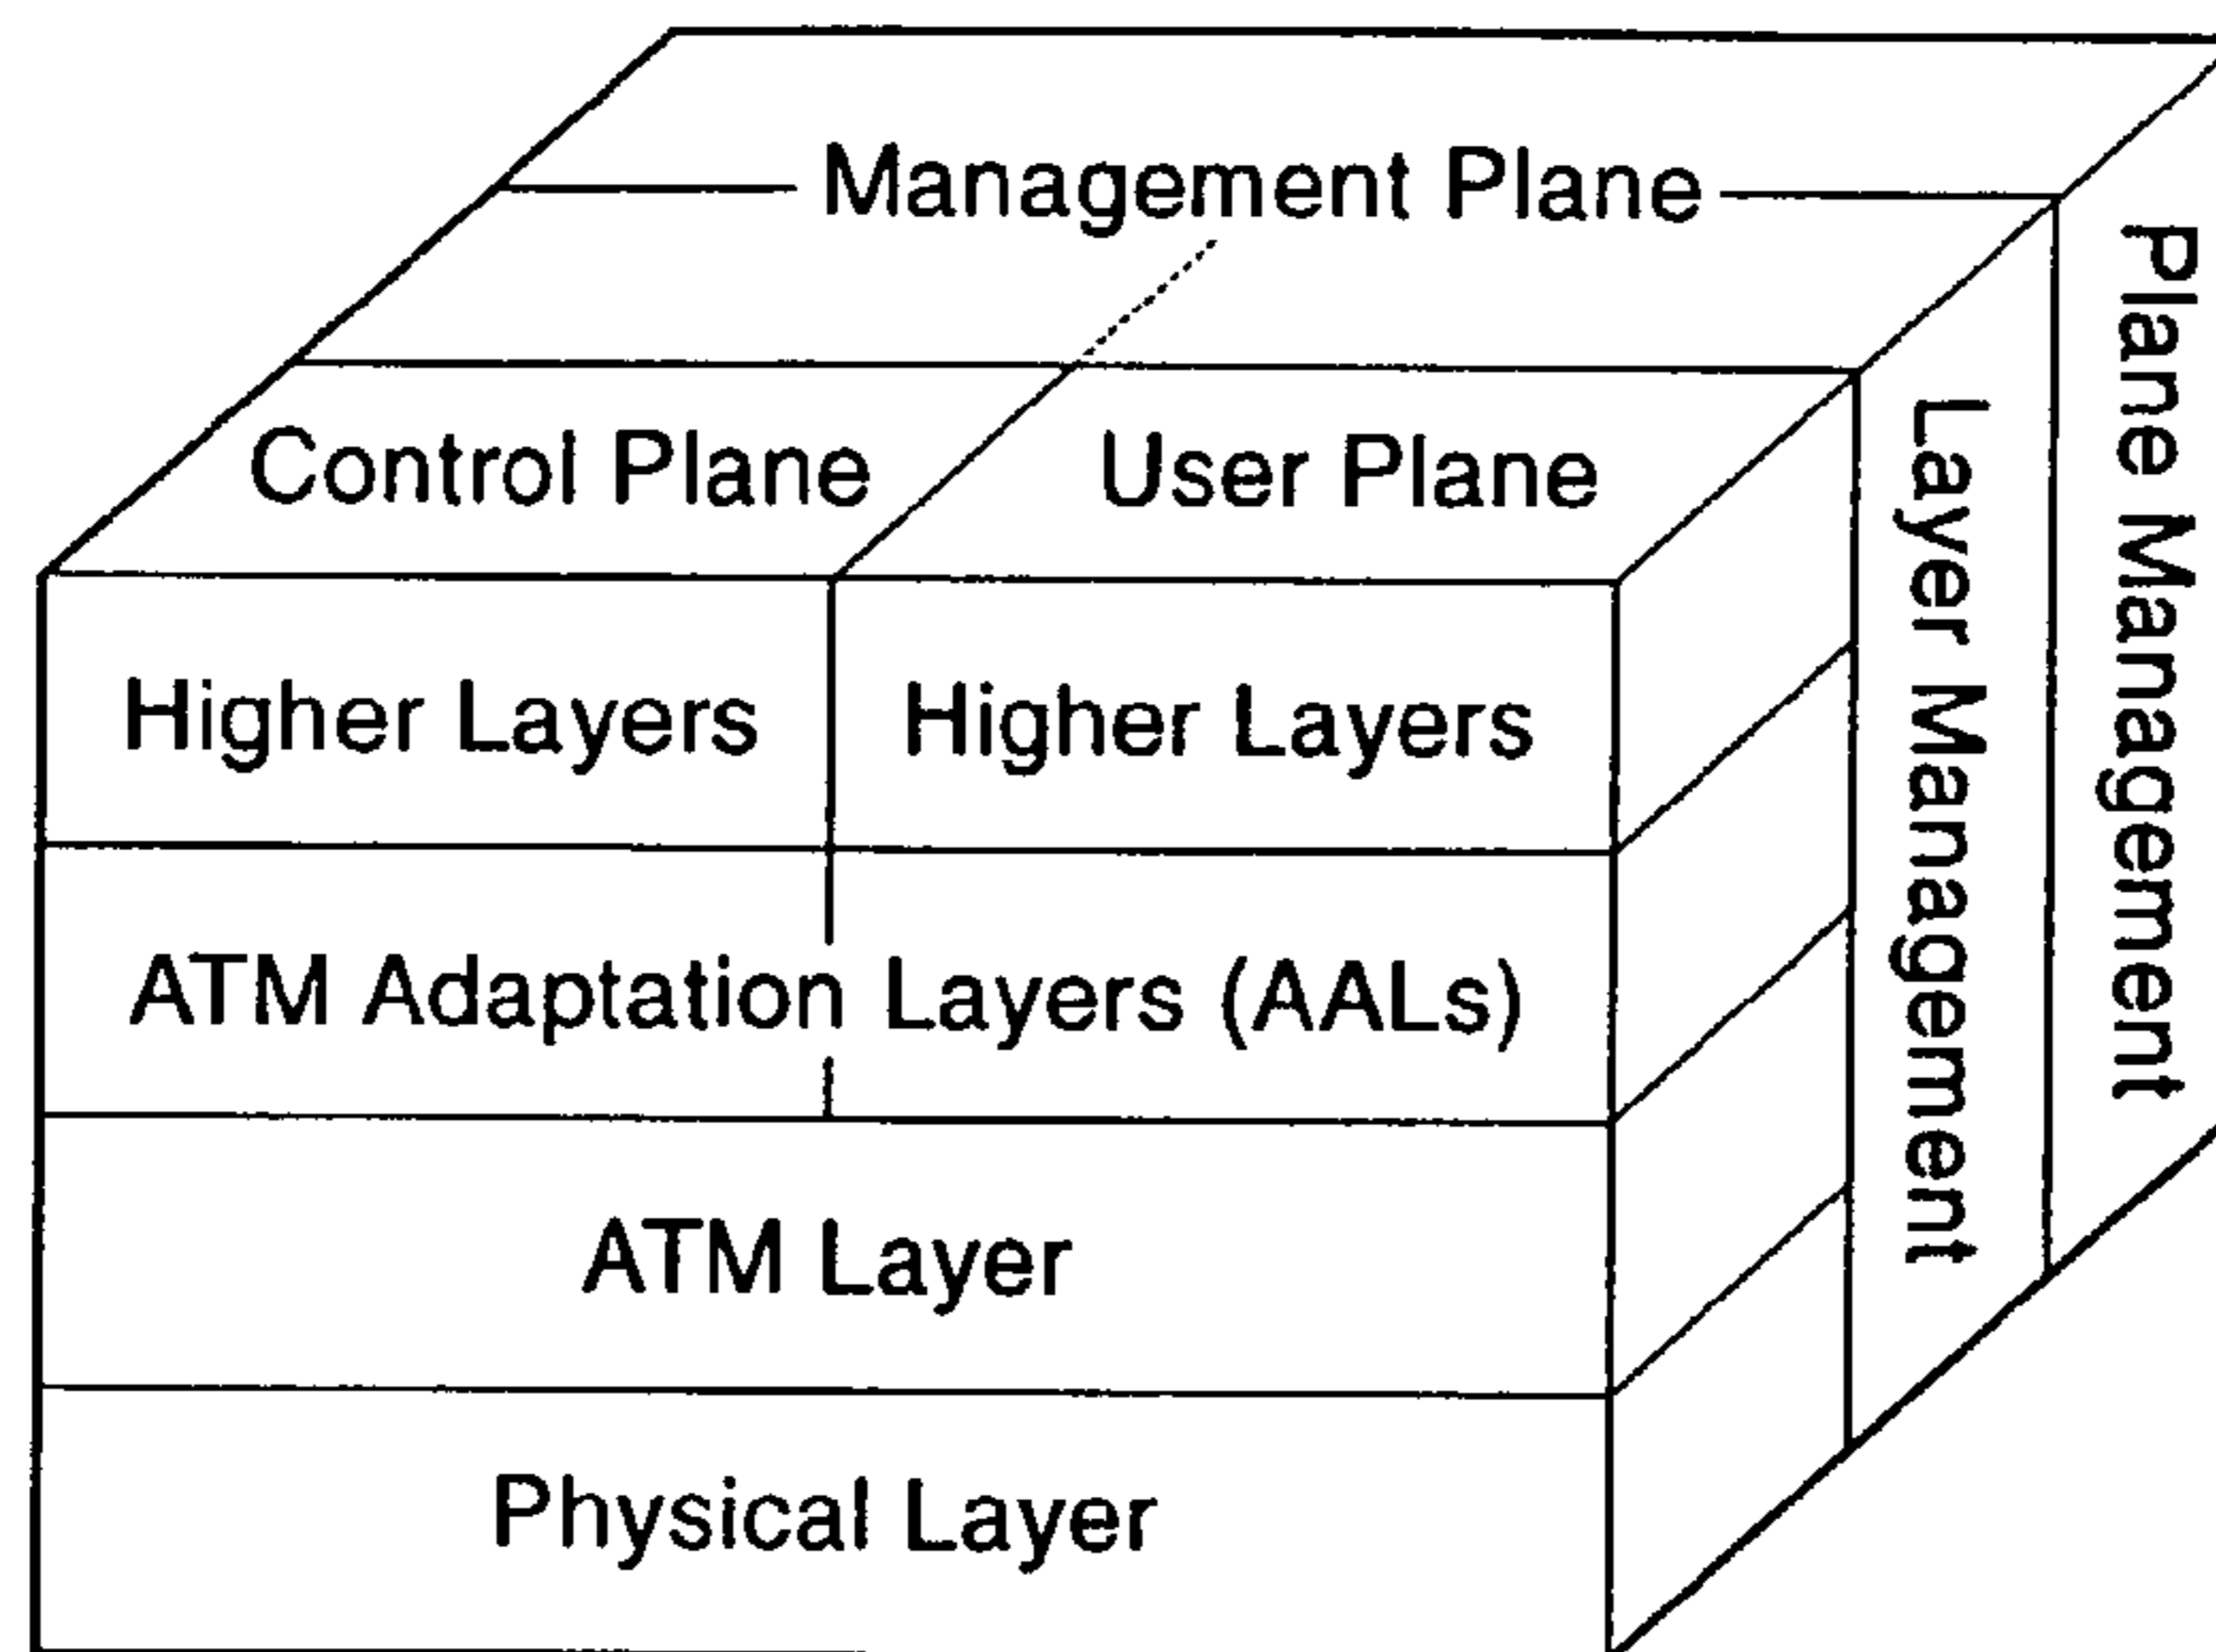 Management Plane
Control Plane
User Plane
Higher Layers
Higher Layers
ATM Adaptation Layers (AALs)
ATM Layer
Physical Layer
Layer Management
Plane Management